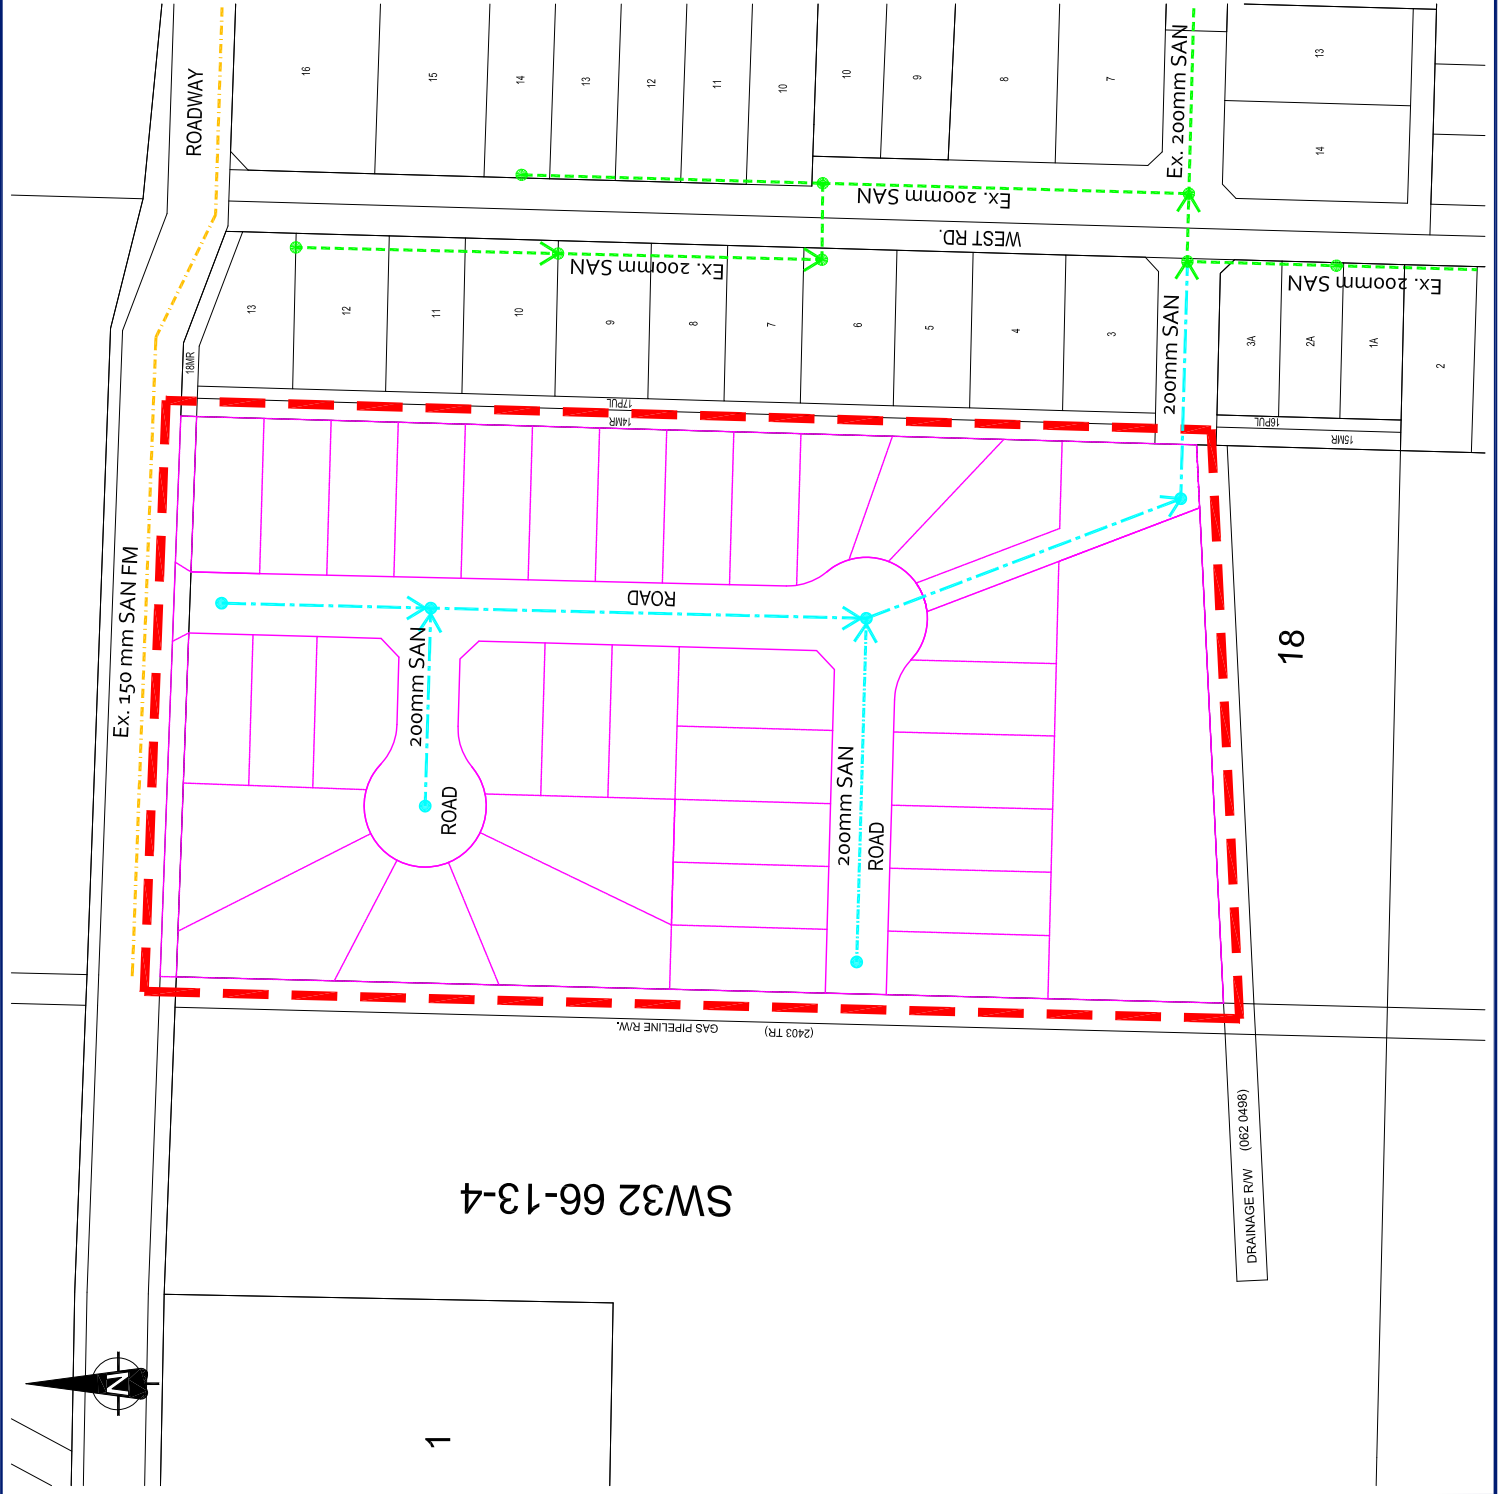 ROADWAY
16
15
14
13
12
11
10
10
9
8
7
Ex. 200mm SAN
13
14
Ex. 200mm SAN
WEST RD.
Ex. 200mm SAN
Ex. 200mm SAN
13
12
11
10
9
8
7
6
5
4
3
200mm SAN
3A
2A
1A
2
18MR
17PUL
14MR
16PUL
15MR
Ex. 150 mm SAN FM
ROAD
200mm SAN
ROAD
200mm SAN
ROAD
18
GAS PIPELINE R/W.
(2403 TR)
DRAINAGE R/W (062 0498)
SW32 66-13-4
N
1